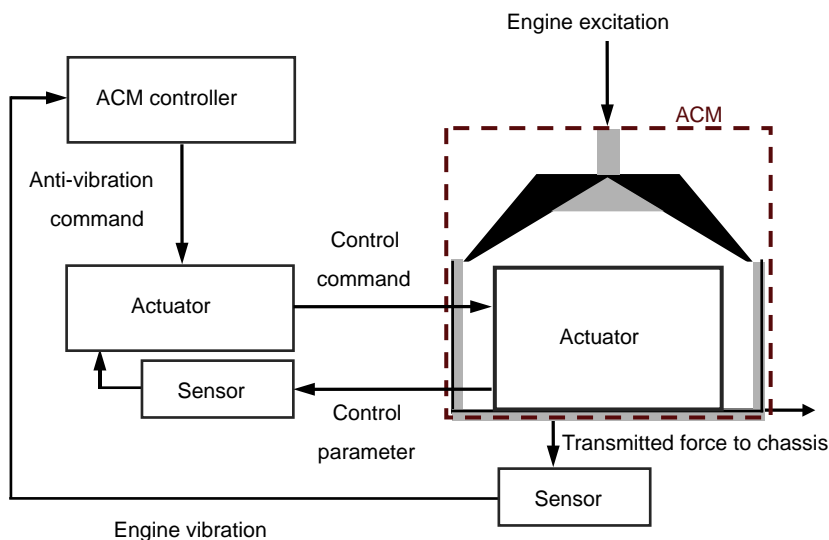 Engine excitation
ACM controller
ACM
Anti-vibration
command
Control
command
Actuator
Actuator
Sensor
Control
parameter
Transmitted force to chassis
Sensor
Engine vibration